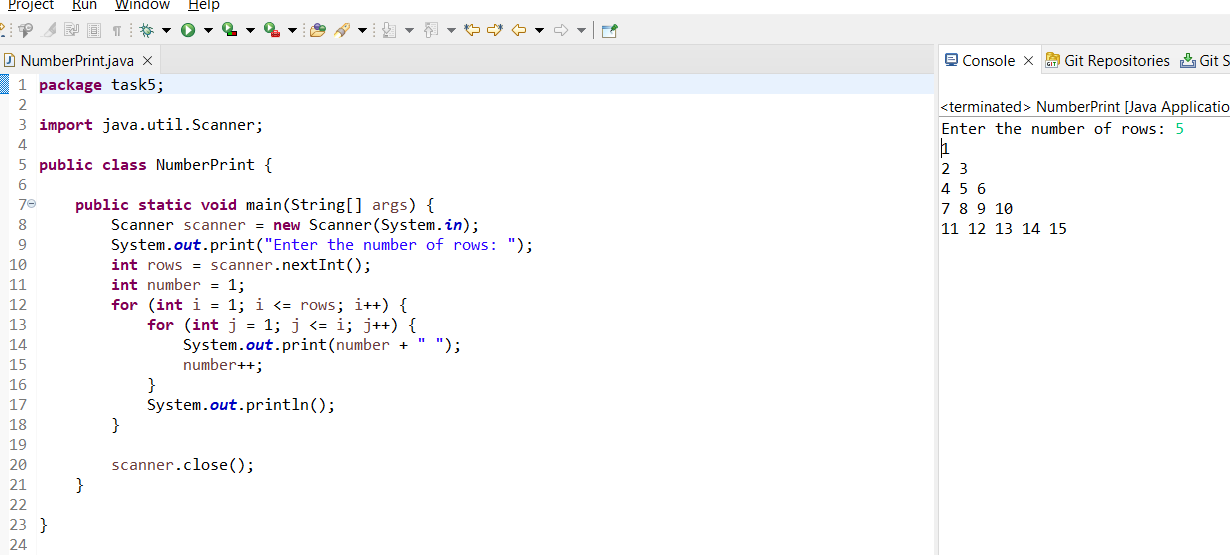 Project Run Window Help
NumberPrint.java
1 package task5;
2
3 import java.util.Scanner;
4
5 public class NumberPrint {
6
7 public static void main(String[] args) {
8 Scanner scanner = new Scanner(System.in);
9 System.out.print("Enter the number of rows: ");
10 int rows = scanner.nextInt();
11 int number = 1;
12 for (int i = 1; i <= rows; i++) {
13 for (int j = 1; j <= i; j++) {
14 System.out.print(number + " ");
15 number++;
16 }
17 System.out.println();
18 }
19
20 scanner.close();
21 }
22
23 }
24
Console Git Repositories Git S
<terminated> NumberPrint [Java Applicatio
Enter the number of rows: 5
1
2 3
4 5 6
7 8 9 10
11 12 13 14 15